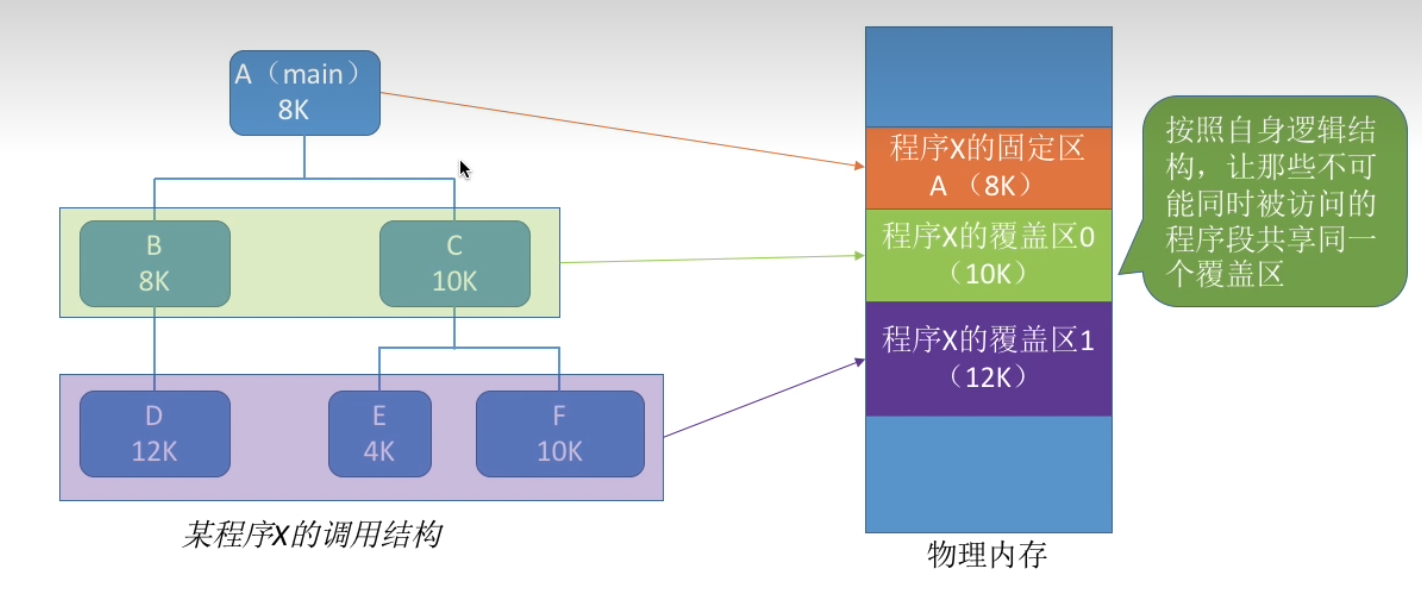 A（main）
8K
B
8K
C
10K
D
12K
E
4K
F
10K
某程序X的调用结构
程序X的固定区
A （8K）
程序X的覆盖区0
（10K）
程序X的覆盖区1
（12K）
物理内存
按照自身逻辑结
构，让那些不可
能同时被访问的
程序段共享同一
个覆盖区